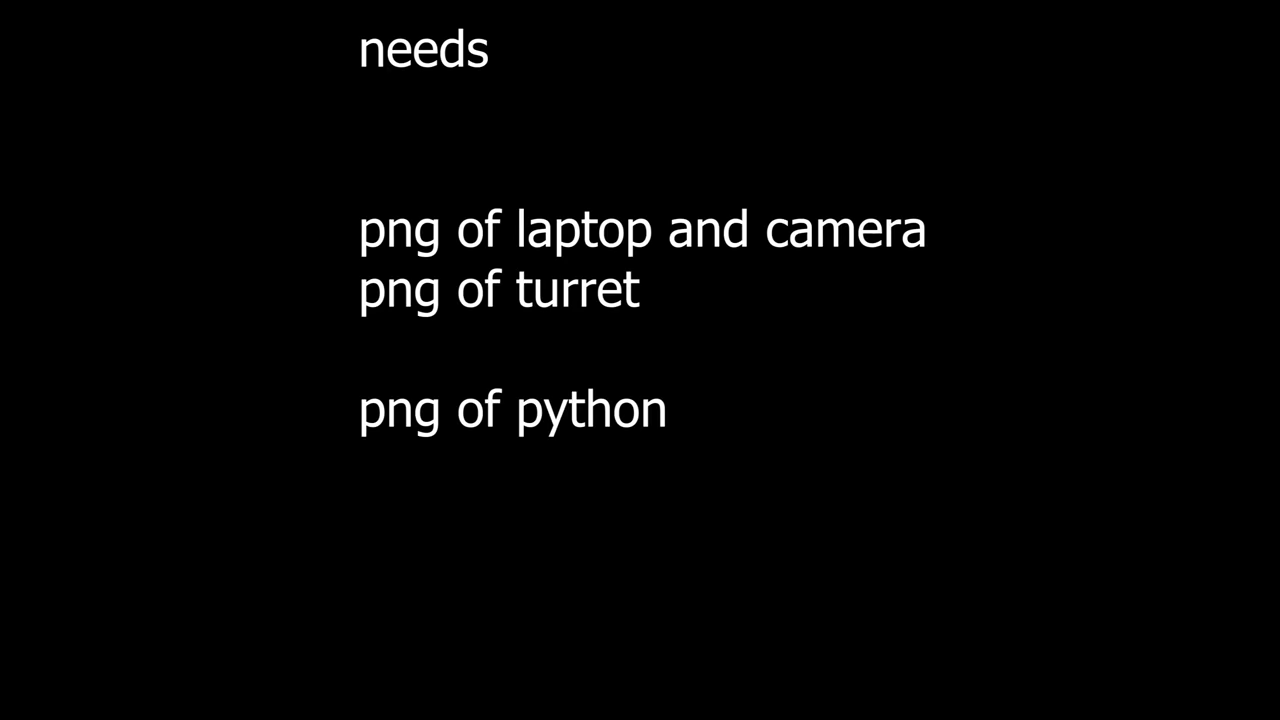 needs
png of laptop and camera
png of turret
png of python